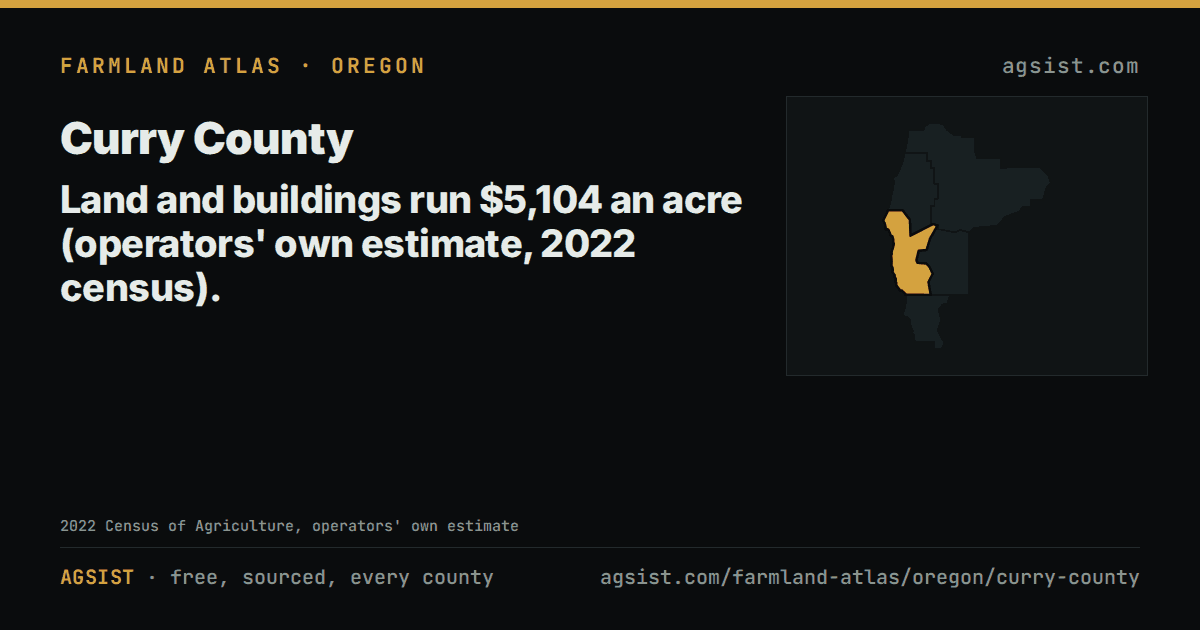 FARMLAND ATLAS · OREGON
agsist.com
Curry County
Land and buildings run $5,104 an acre
(operators' own estimate, 2022
census).
2022 Census of Agriculture, operators' own estimate
AGSIST · free, sourced, every county
agsist.com/farmland-atlas/oregon/curry-county